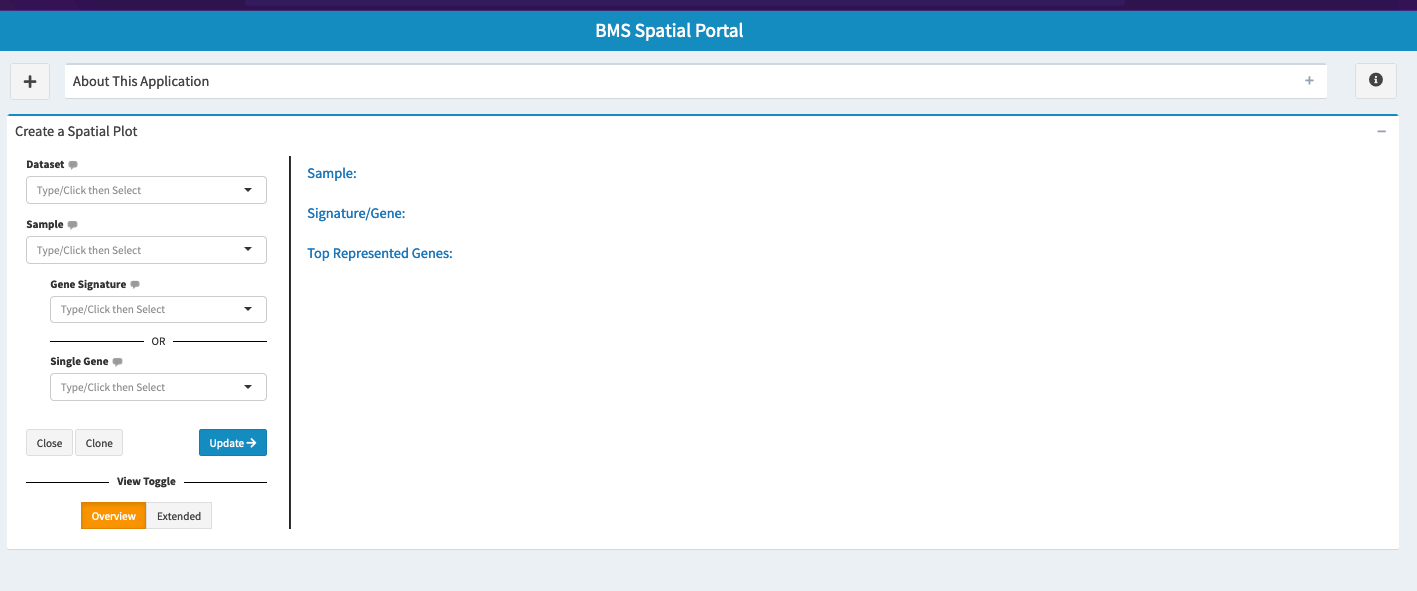 BMS Spatial Portal
About This Application
Create a Spatial Plot
Dataset
Type/Click then Select
Sample
Type/Click then Select
Gene Signature
Type/Click then Select
OR
Single Gene
Type/Click then Select
Close
Clone
Update
View Toggle
Overview
Extended
Sample:
Signature/Gene:
Top Represented Genes: